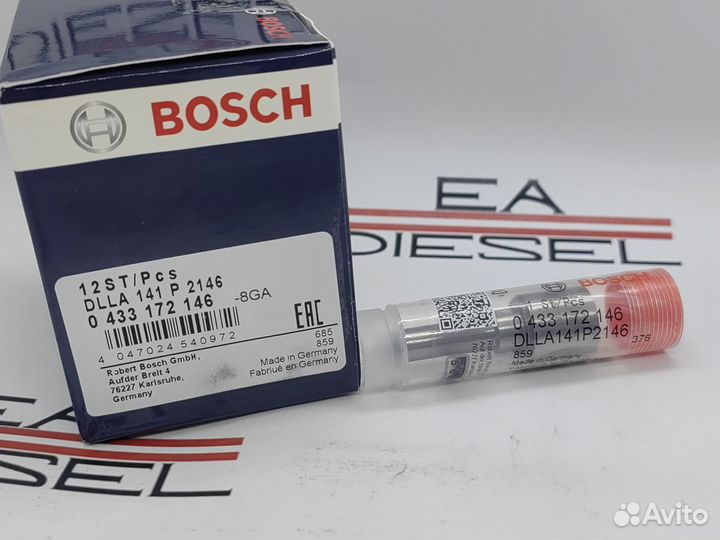 BOSCH
12ST/Pcs
DLLA 141 P 2146
0 433 172 146
-8GA
4 047024 540972
EAC
685
859
Robert Bosch GmbH,
Aufder Breit 4
76227 Karlsruhe,
Germany
Made in Germany
Fabriqué en Germany
EA
DIESEL
BOSCH
1 ST/Pcs
0 433 172 146
DLLA141P2146
376
859
Made in Germany
EA
DIESEL
Avito